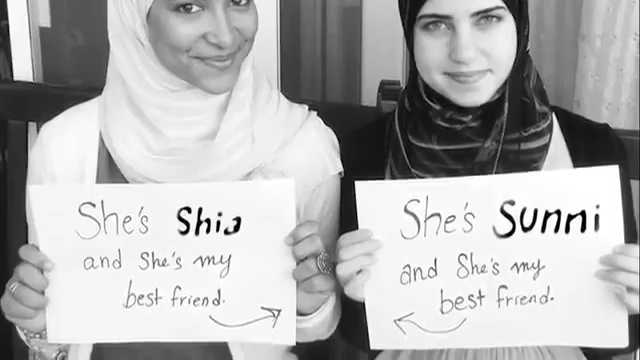 She's Shia
and She's my
best friend.
She's Sunni
and She's my
best friend.